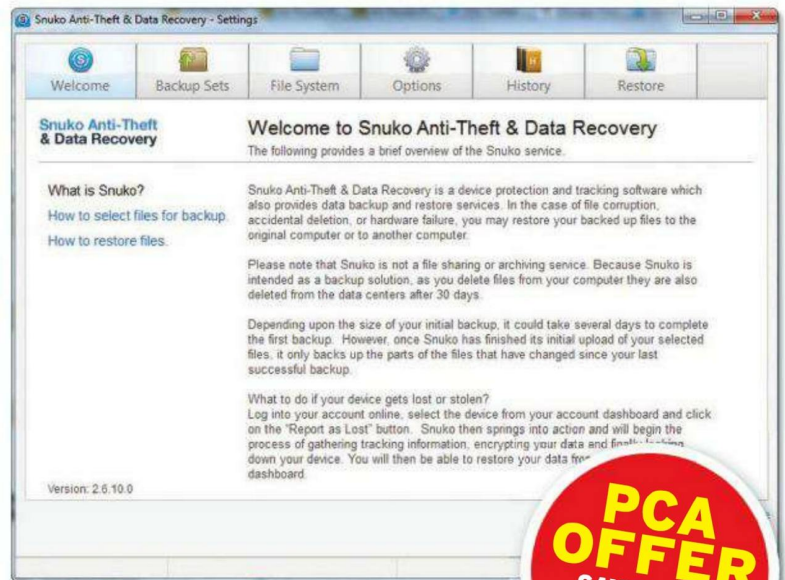 Snuko Anti-Theft & Data Recovery - Settings
Welcome
Backup Sets
File System
Options
History
Restore
Snuko Anti-Theft
& Data Recovery
What is Snuko?
How to select files for backup.
How to restore files.
Version: 2.6.10.0
Welcome to Snuko Anti-Theft & Data Recovery
The following provides a brief overview of the Snuko service.
Snuko Anti-Theft & Data Recovery is a device protection and tracking software which
also provides data backup and restore services. In the case of file corruption,
accidental deletion, or hardware failure, you may restore your backed up files to the
original computer or to another computer.
Please note that Snuko is not a file sharing or archiving service. Because Snuko is
intended as a backup solution, as you delete files from your computer they are also
deleted from the data centers after 30 days.
Depending upon the size of your initial backup, it could take several days to complete
the first backup. However, once Snuko has finished its initial upload of your selected
files, it only backs up the parts of the files that have changed since your last
successful backup.
What to do if your device gets lost or stolen?
Log into your account online, select the device from your account dashboard and click
on the "Report as Lost" button. Snuko then springs into action and will begin the
process of gathering tracking information, encrypting your data and
down your device. You will then be able to restore your data
dashboard.
PCA
OFFER